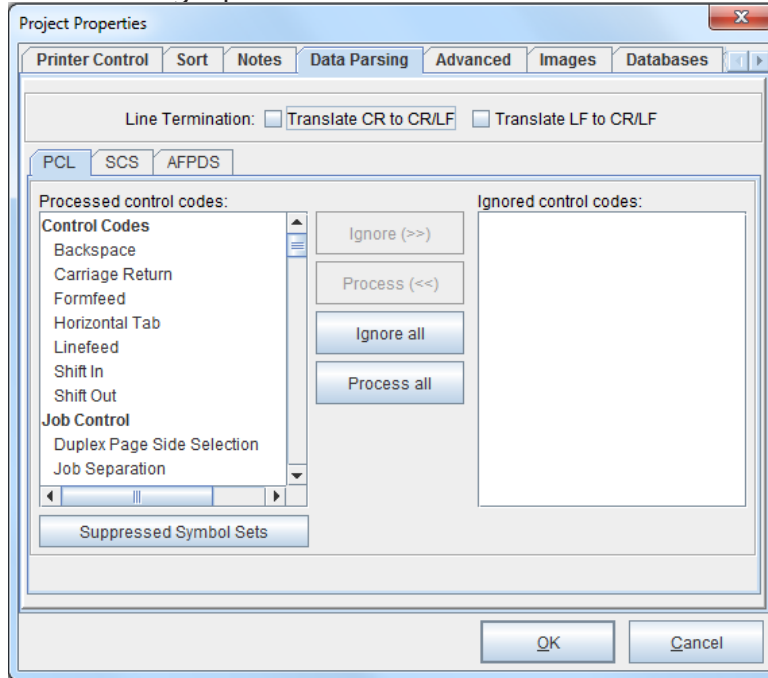 Project Properties
Printer Control Sort Notes Data Parsing Advanced Images Databases
Line Termination: Translate CR to CR/LF Translate LF to CR/LF
PCL SCS AFPDS
Processed control codes: Ignored control codes:
Control Codes
Backspace
Carriage Return
Formfeed
Horizontal Tab
Linefeed
Shift In
Shift Out
Job Control
Duplex Page Side Selection
Job Separation
Ignore (>>)
Process (<<)
Ignore all
Process all
Suppressed Symbol Sets
OK Cancel